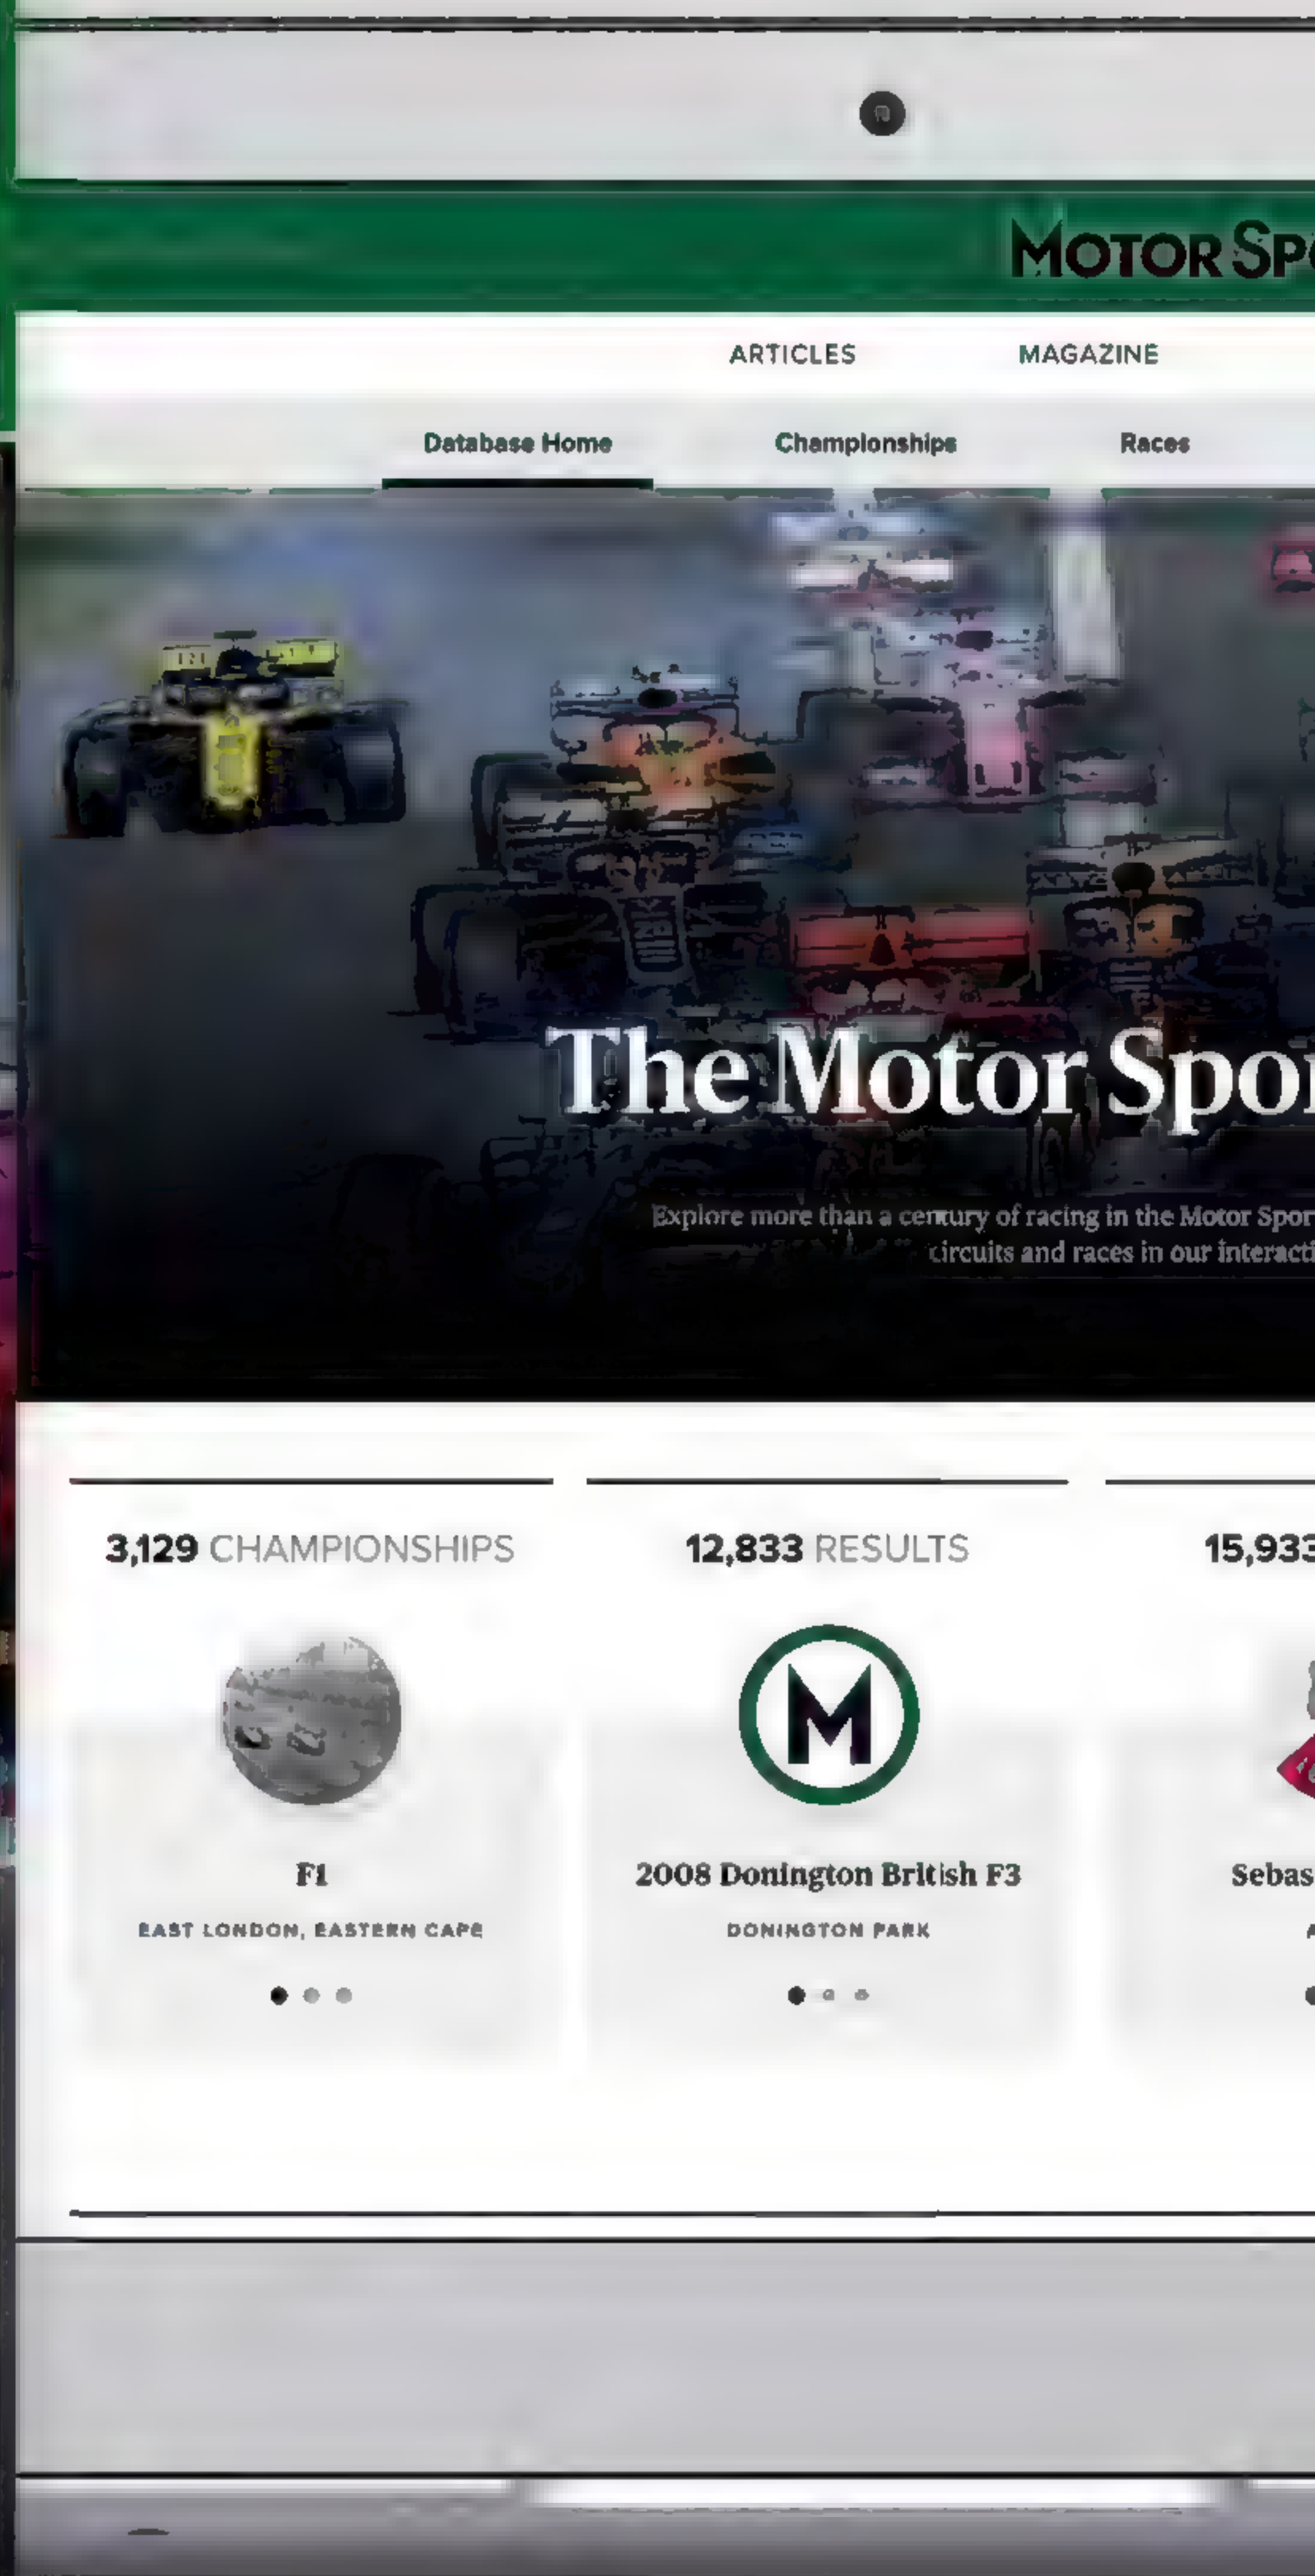 MOTOR SPO
ARTICLES MAGAZINE
Database Home Championships Races
The Motor Spor
Explore more than a century of racing in the Motor Spor
circuits and races in our interacti
3,129 CHAMPIONSHIPS 12,833 RESULTS 15,933
M
F1 2008 Donington British F3 Sebas
EAST LONDON, EASTERN CAPE DONINGTON PARK